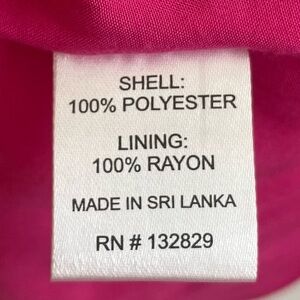 SHELL:
100% POLYESTER
LINING:
100% RAYON
MADE IN SRI LANKA
RN # 132829